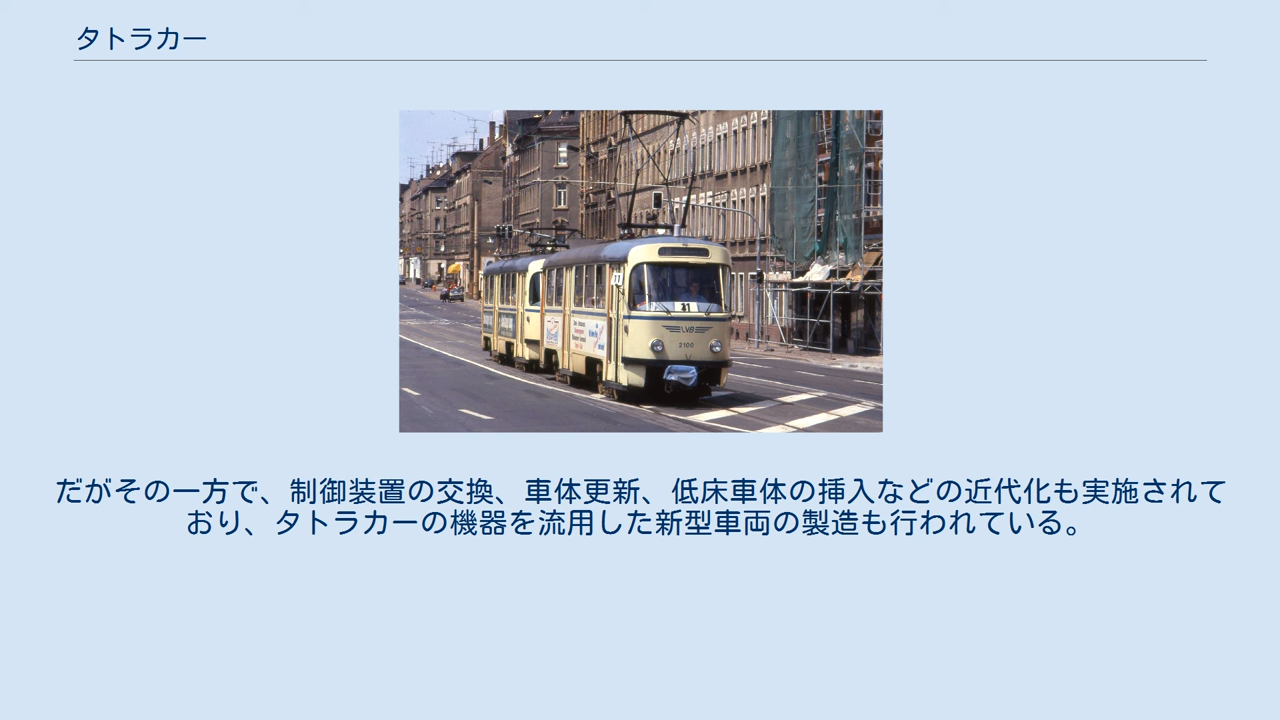 タトラカー
31
LVB
2100
だがその一方で、制御装置の交換、車体更新、低床車体の挿入などの近代化も実施されて
おり、タトラカーの機器を流用した新型車両の製造も行われている。